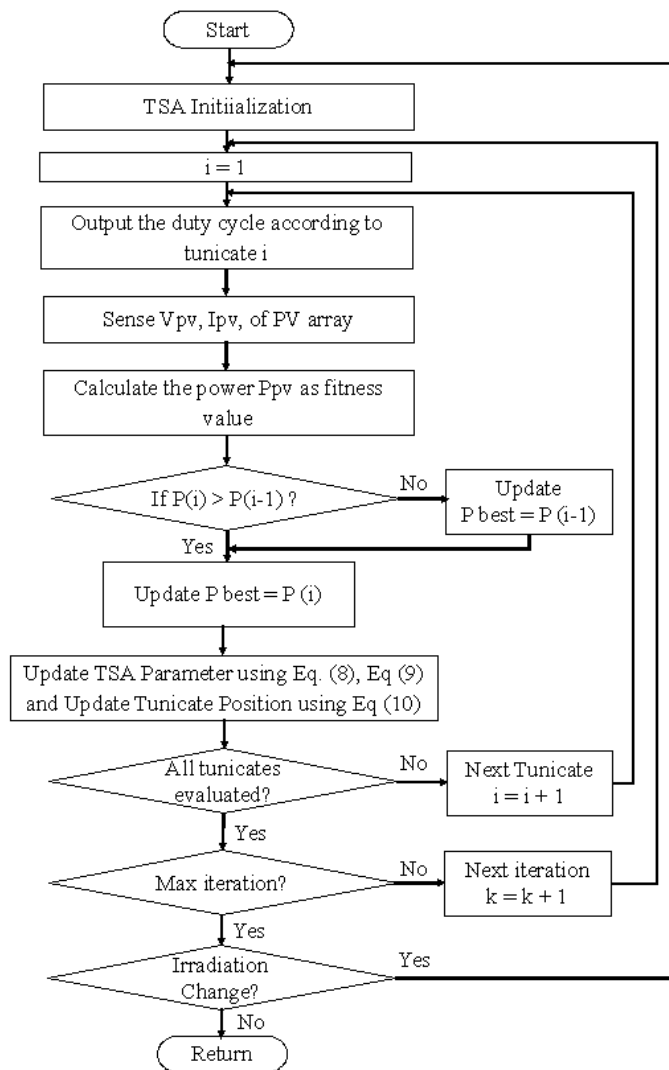 Start
TSA Initiialization
i = 1
Output the duty cycle according to
tunicate i
Sense Vpv, Ipv, of PV array
Calculate the power Ppv as fitness
value
If P(i) > P(i-1) ?
No
Update
P best = P (i-1)
Yes
Update P best = P (i)
Update TSA Parameter using Eq. (8), Eq (9)
and Update Tunicate Position using Eq (10)
All tunicates
evaluated?
No
Next Tunicate
i = i + 1
Yes
Max iteration?
No
Next iteration
k = k + 1
Yes
Irradiation
Change?
Yes
No
Return